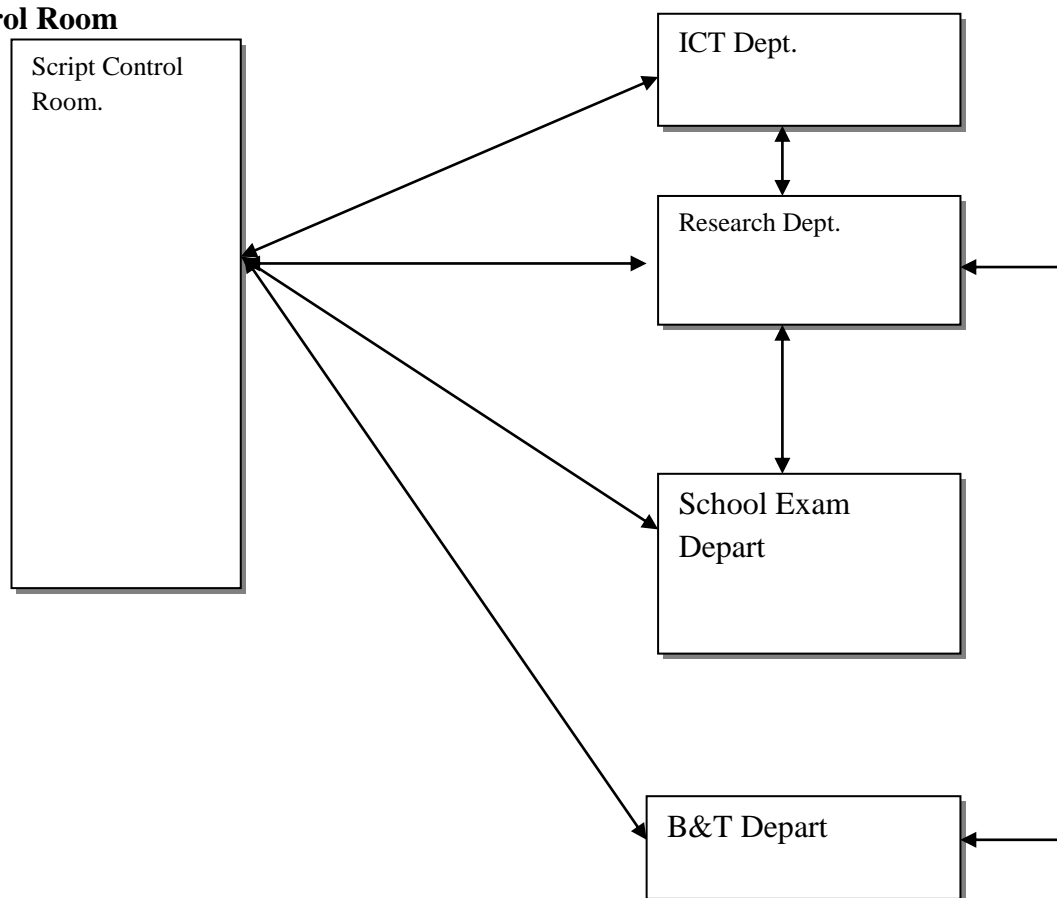 rol Room
Script Control
Room.
ICT Dept.
Research Dept.
School Exam
Depart
B&T Depart